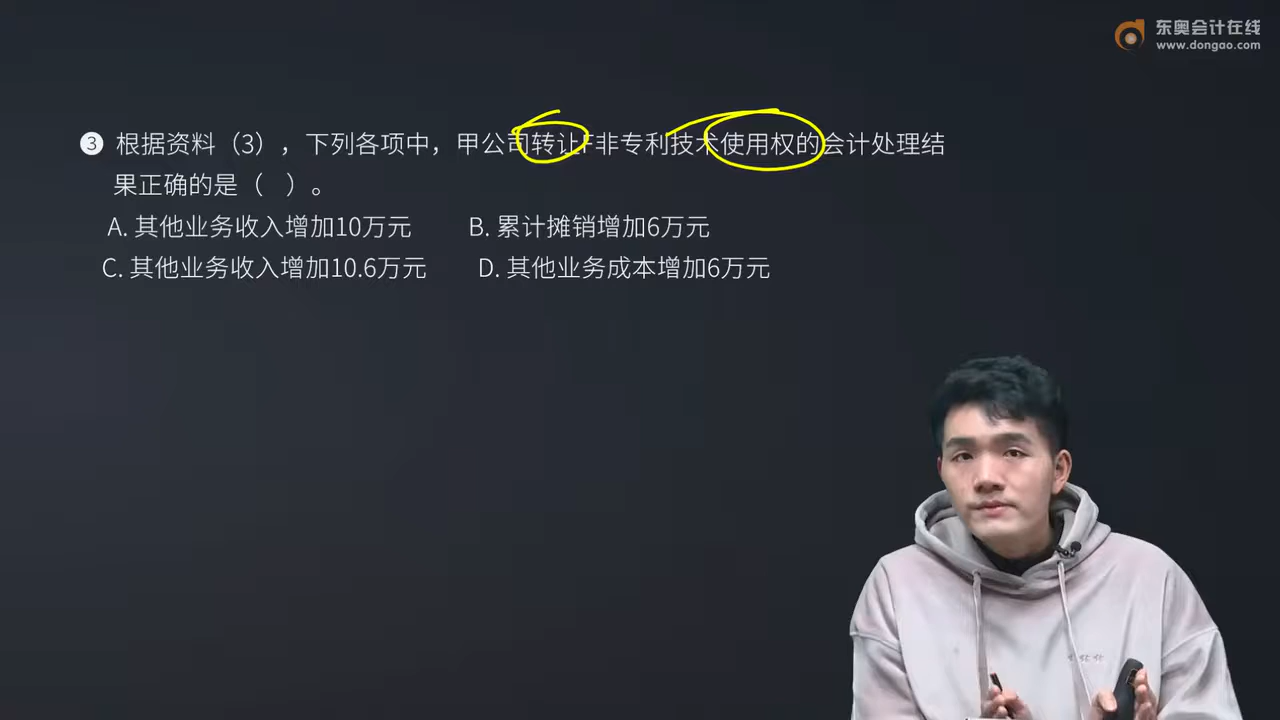 东奥会计在线
www.dongao.com
❸ 根据资料（3），下列各项中，甲公司转让F非专利技术使用权的会计处理结
果正确的是（ ）。
A. 其他业务收入增加10万元 B. 累计摊销增加6万元
C. 其他业务收入增加10.6万元 D. 其他业务成本增加6万元